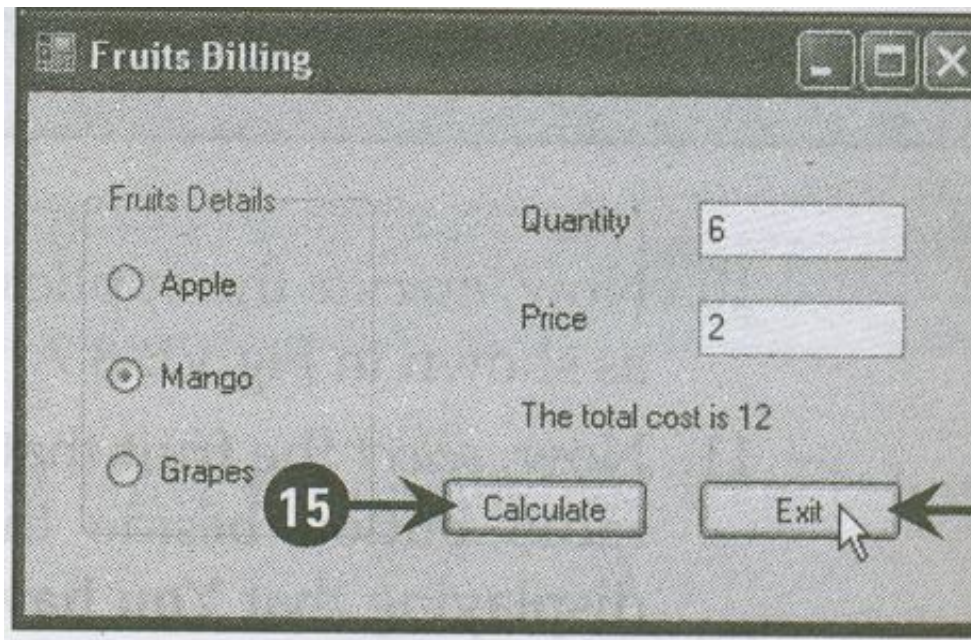 Fruits Billing
Fruits Details
Apple
Mango
Grapes
Quantity
6
Price
2
The total cost is 12
15
Calculate
Exit